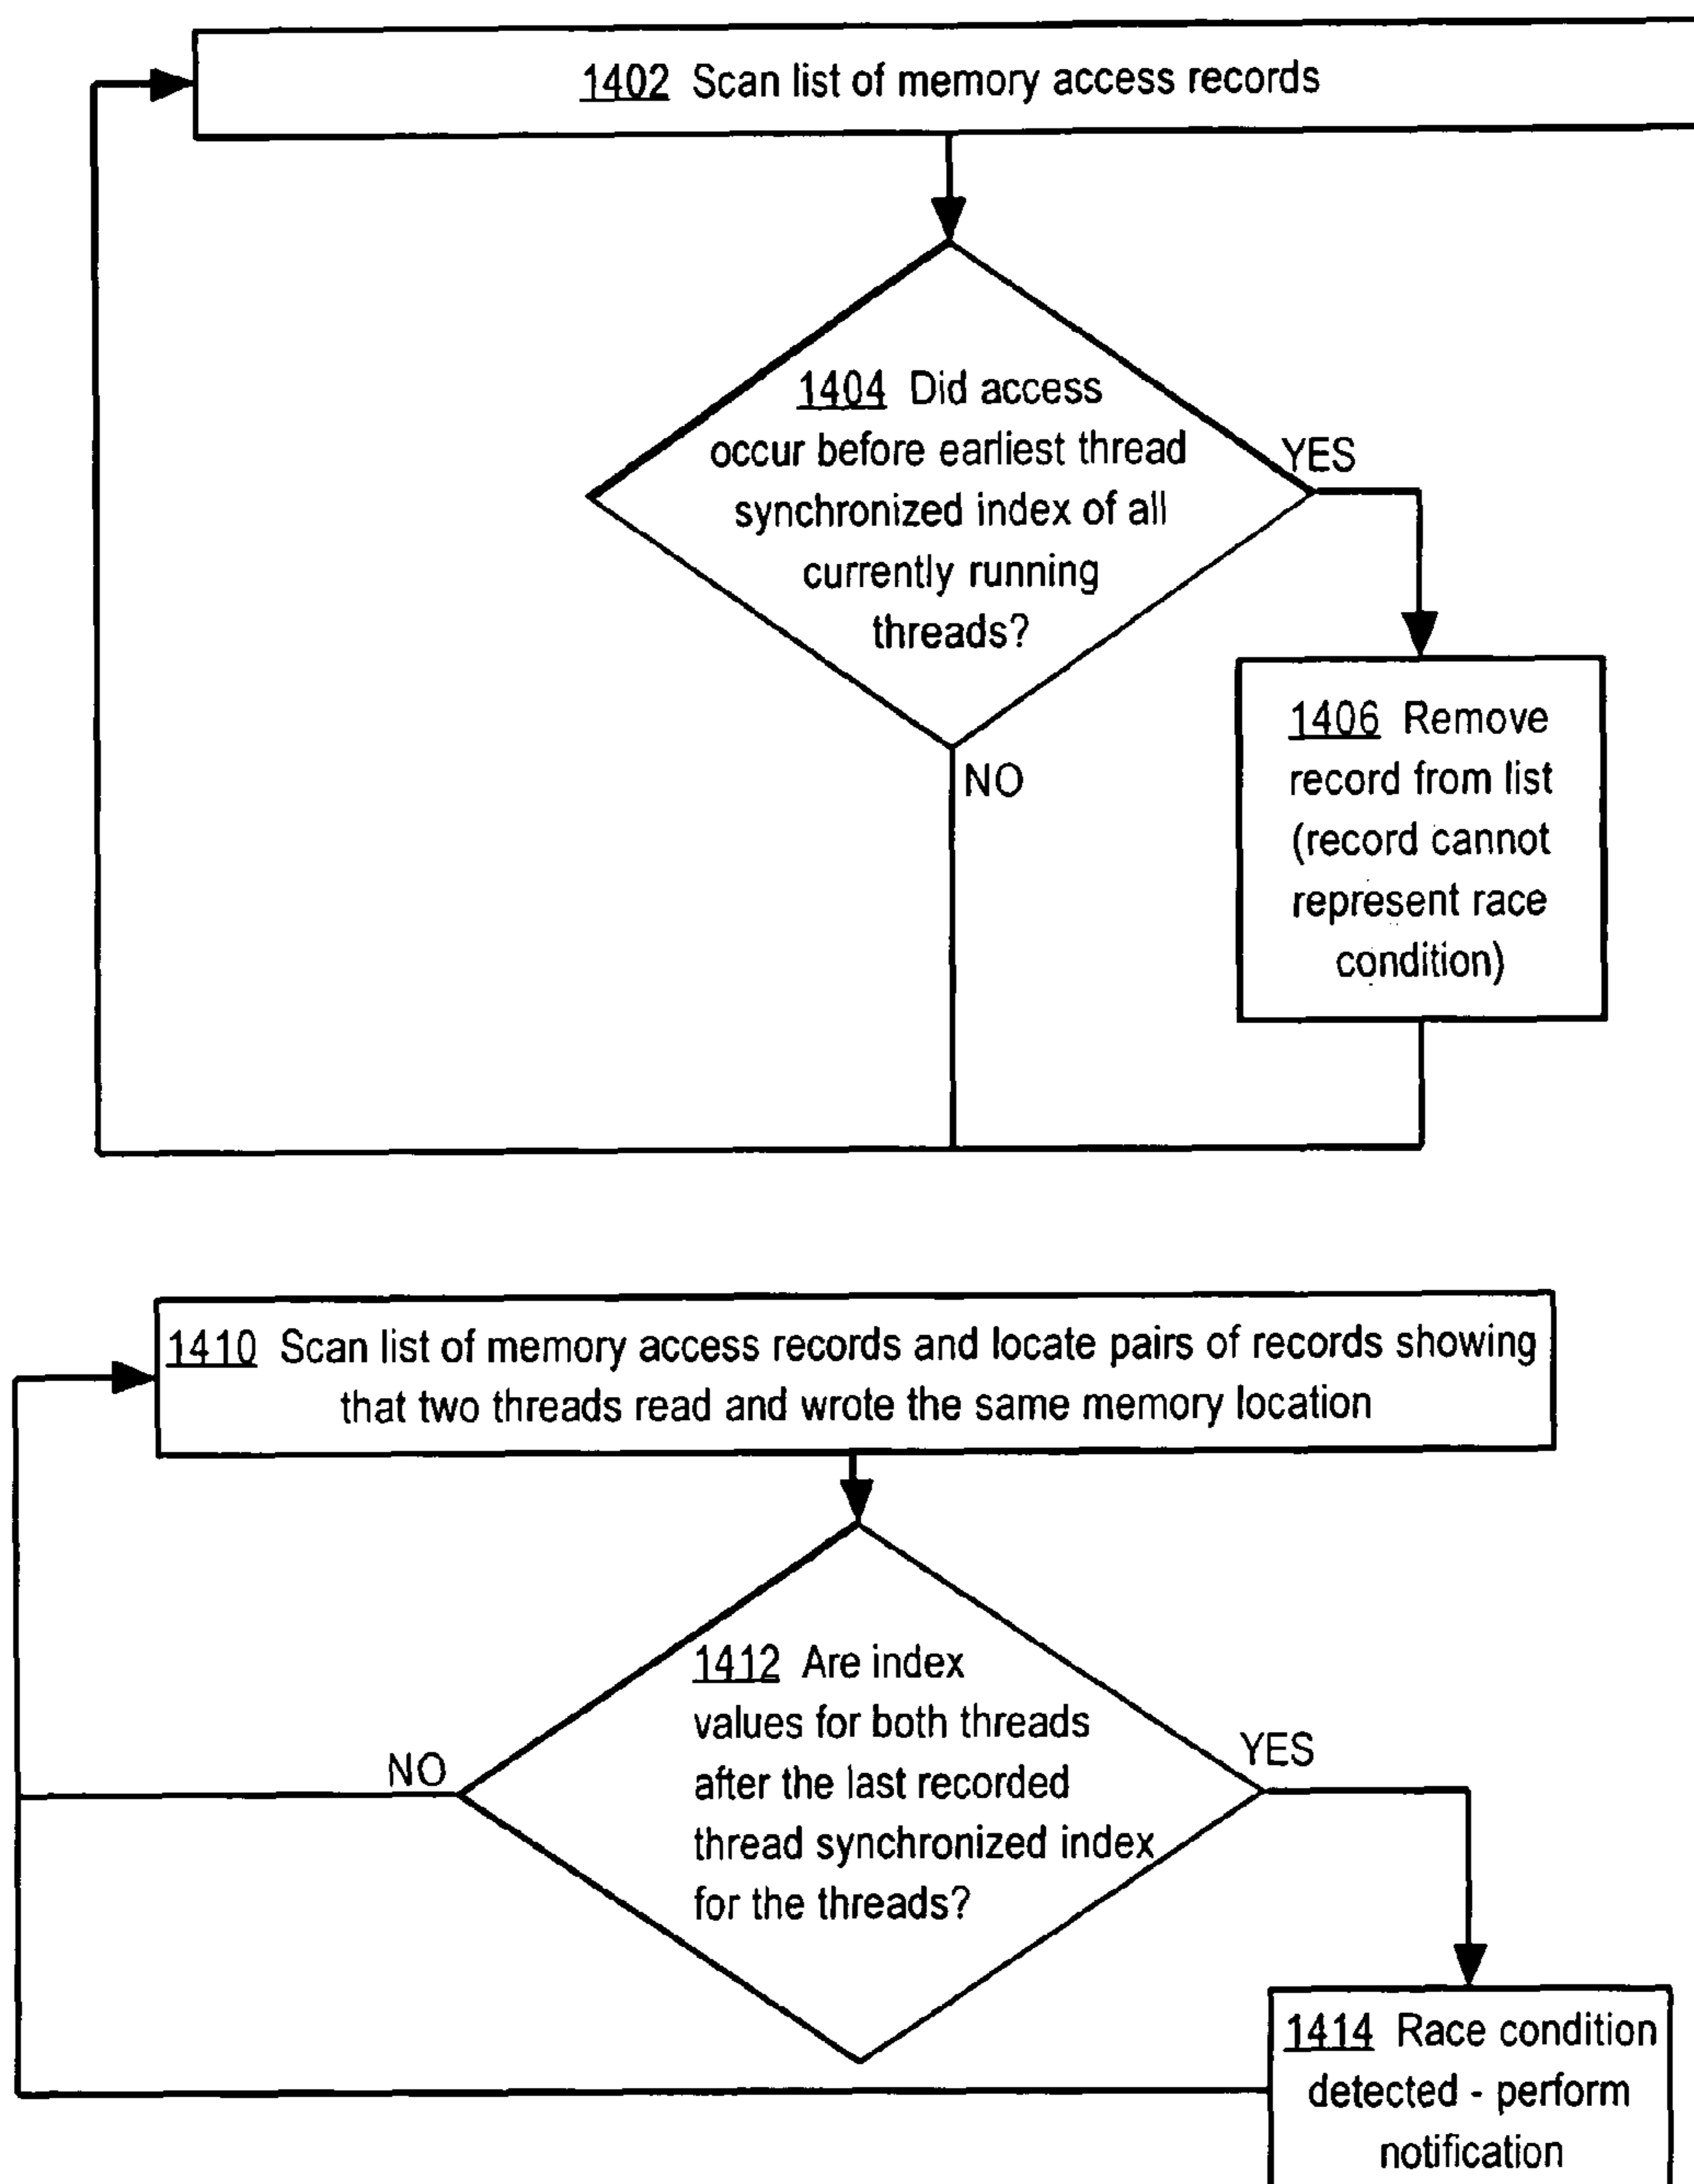 1402 Scan list of memory access records
1404 Did access
occur before earliest thread
synchronized index of all
currently running
threads?
YES
NO
1406 Remove
record from list
(record cannot
represent race
condition)
1410 Scan list of memory access records and locate pairs of records showing
that two threads read and wrote the same memory location
1412 Are index
values for both threads
after the last recorded
thread synchronized index
for the threads?
NO
YES
1414 Race condition
detected - perform
notification